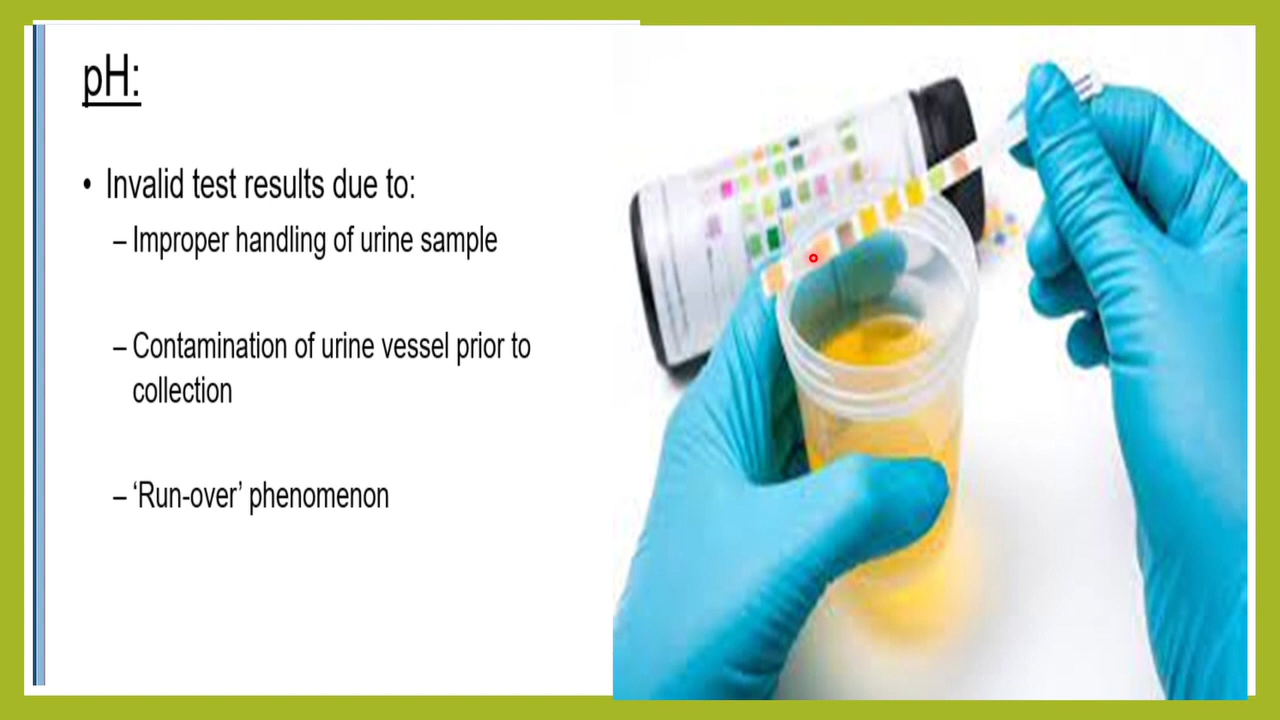 pH:
• Invalid test results due to:
– Improper handling of urine sample
– Contamination of urine vessel prior to
collection
– ‘Run-over’ phenomenon